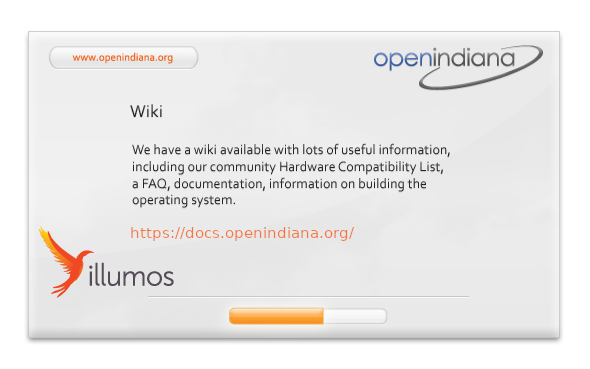 www.openindiana.org
openindiana
Wiki
We have a wiki available with lots of useful information,
including our community Hardware Compatibility List,
a FAQ, documentation, information on building the
operating system.
https://docs.openindiana.org/
illumos